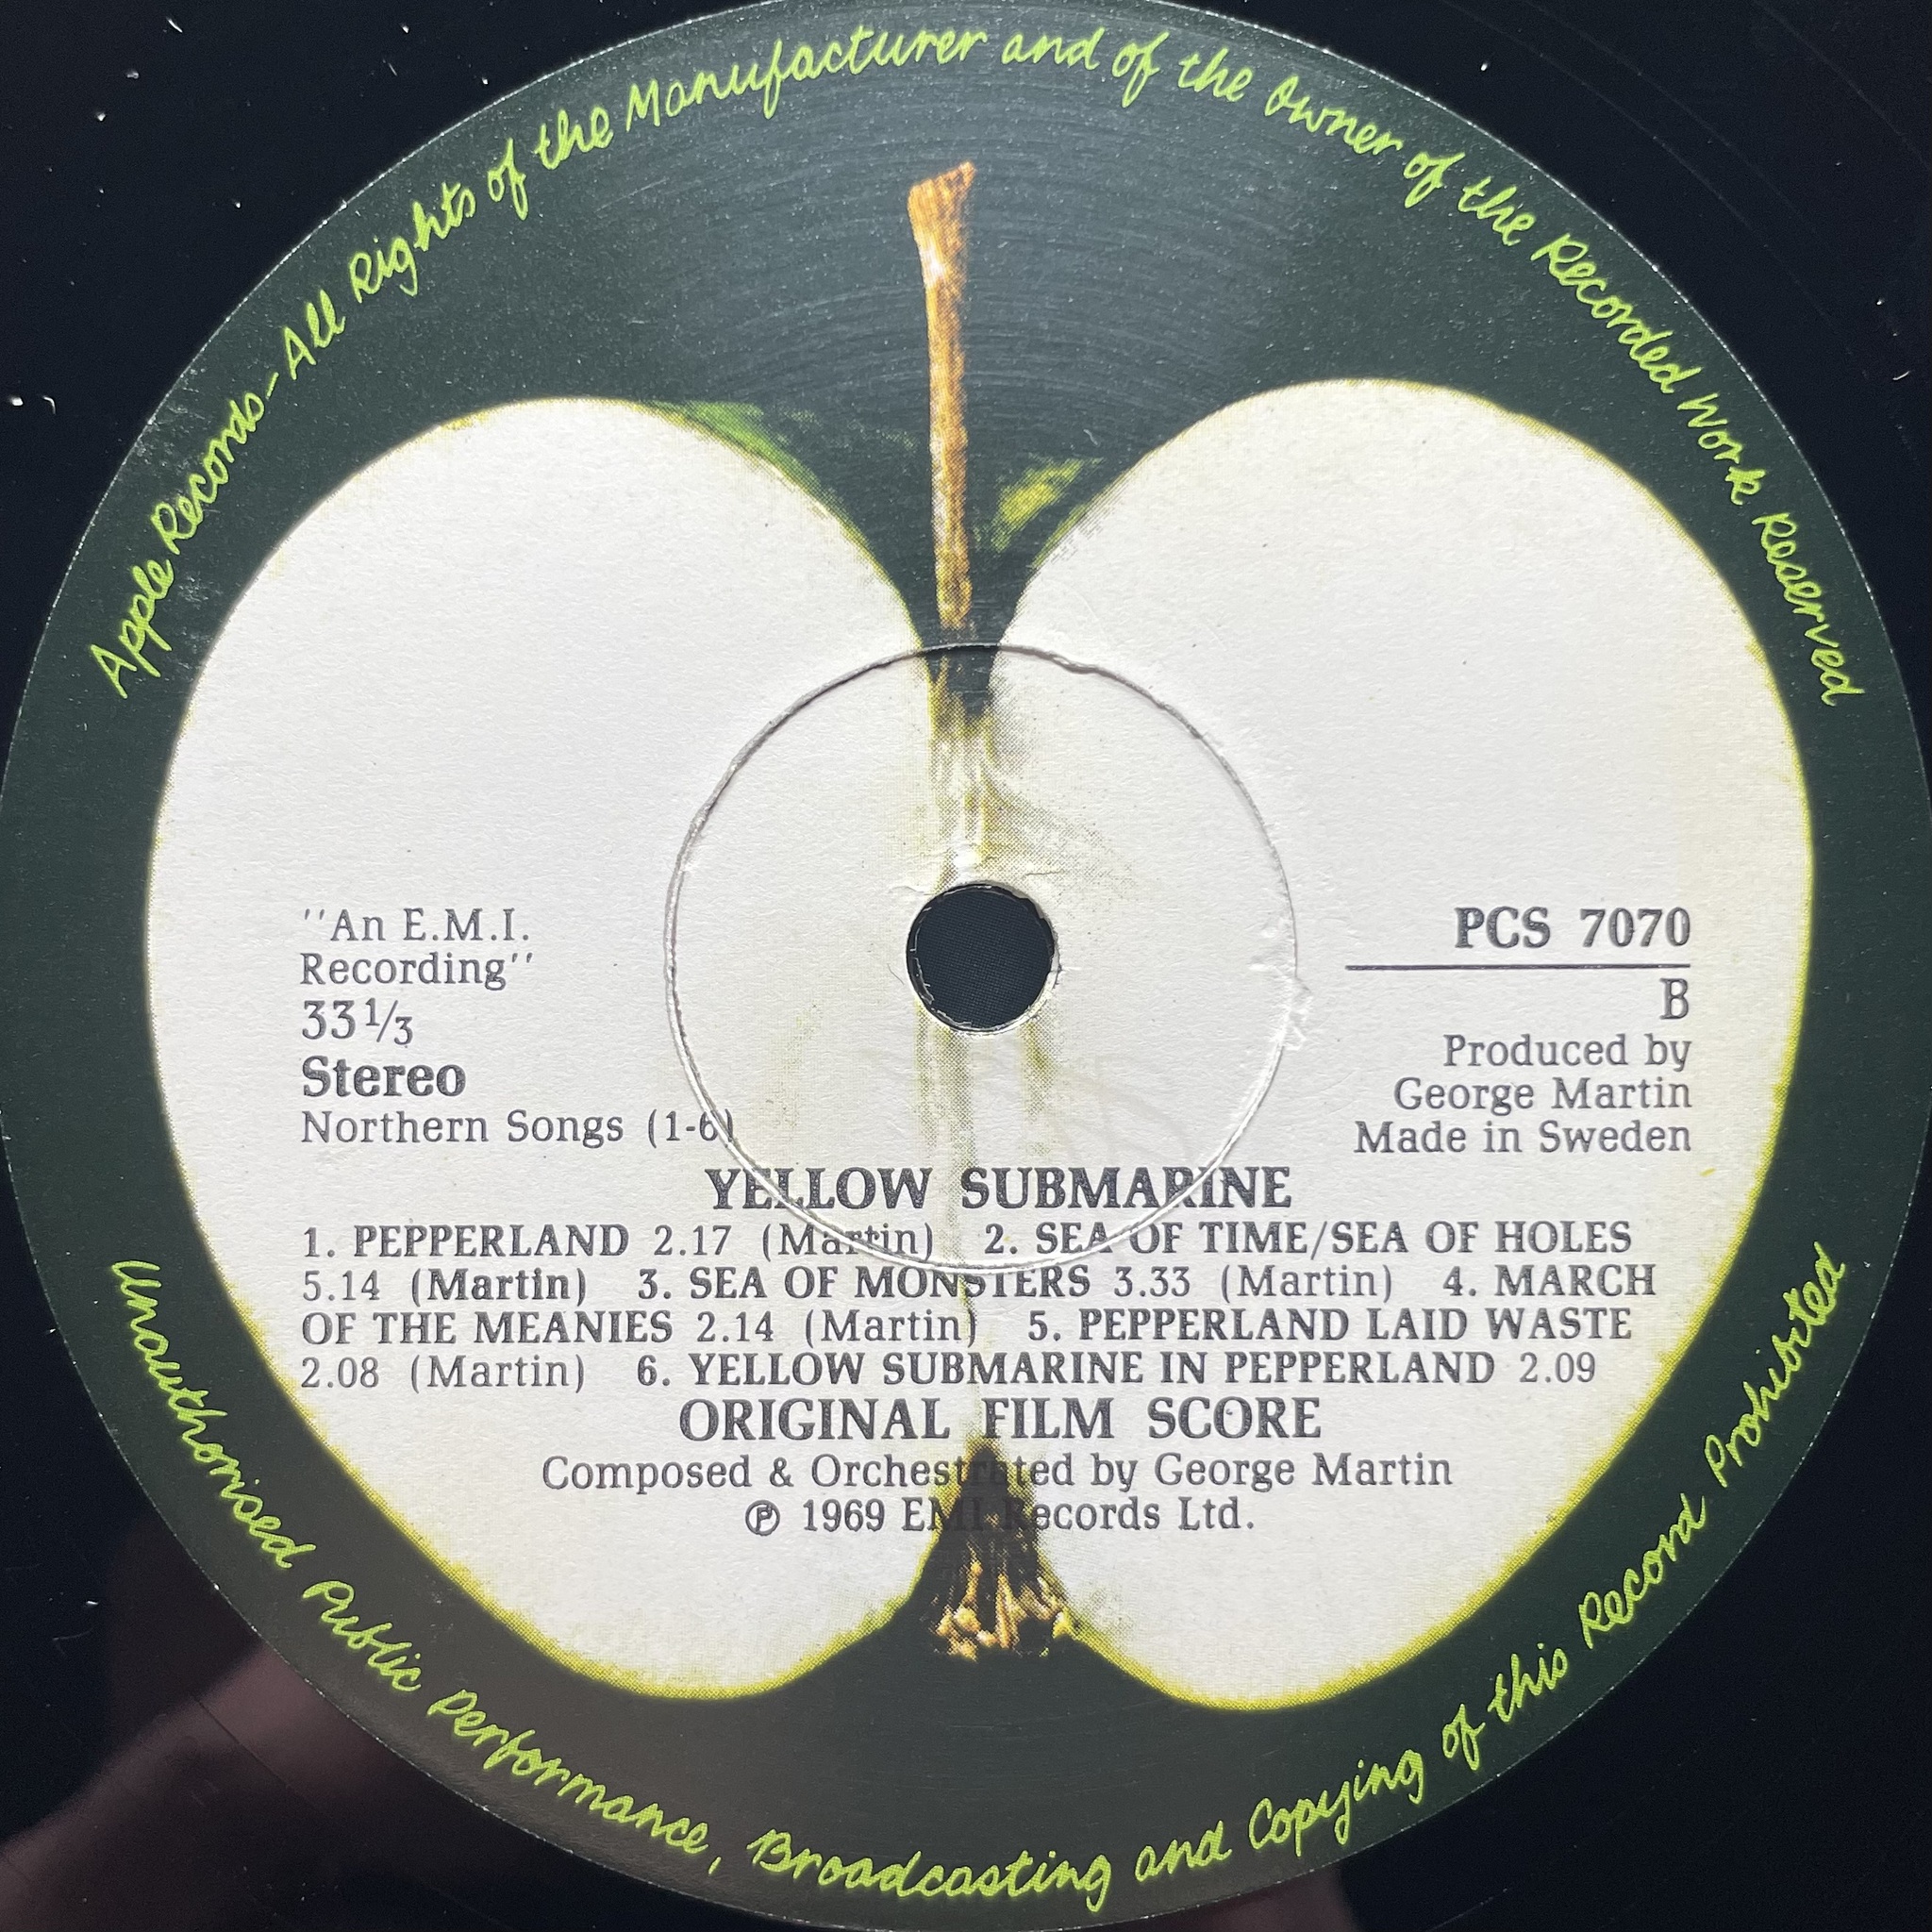 Apple Records - All Rights of the Manufacturer and of the Owner of the Recorded Work Reserved
''An E.M.I.
Recording''
33⅓
Stereo
Northern Songs (1-6)
PCS 7070
B
Produced by
George Martin
Made in Sweden
YELLOW SUBMARINE
1. PEPPERLAND 2.17 (Martin) 2. SEA OF TIME/SEA OF HOLES
5.14 (Martin) 3. SEA OF MONSTERS 3.33 (Martin) 4. MARCH
OF THE MEANIES 2.14 (Martin) 5. PEPPERLAND LAID WASTE
2.08 (Martin) 6. YELLOW SUBMARINE IN PEPPERLAND 2.09
ORIGINAL FILM SCORE
Composed & Orchestrated by George Martin
℗ 1969 EMI Records Ltd.
Unauthorised Public Performance, Broadcasting and Copying of this Record Prohibited